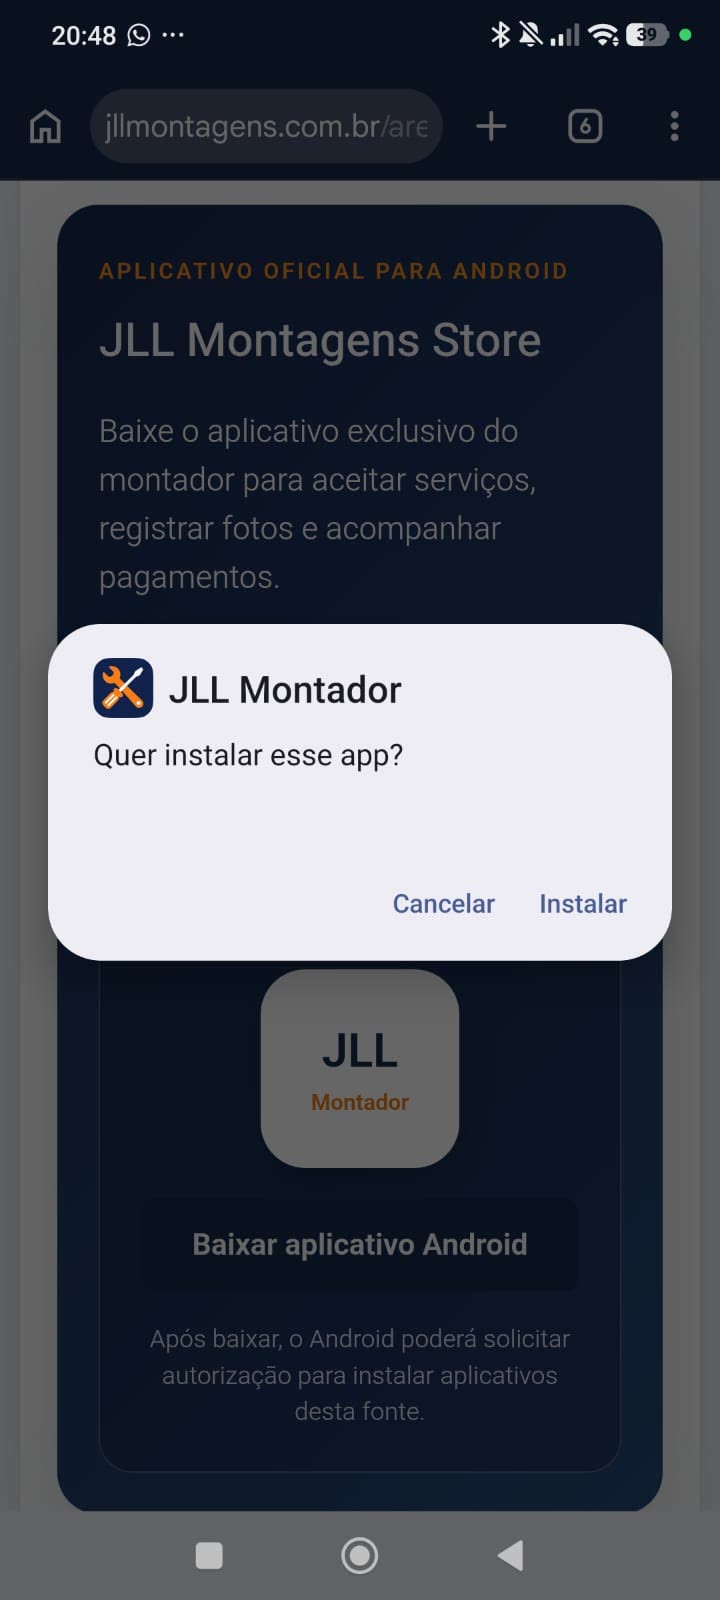 20:48
39
jllmontagens.com.br/are
6
APLICATIVO OFICIAL PARA ANDROID
JLL Montagens Store
Baixe o aplicativo exclusivo do
montador para aceitar serviços,
registrar fotos e acompanhar
pagamentos.
JLL Montador
Quer instalar esse app?
Cancelar
Instalar
JLL
Montador
Baixar aplicativo Android
Após baixar, o Android poderá solicitar
autorização para instalar aplicativos
desta fonte.